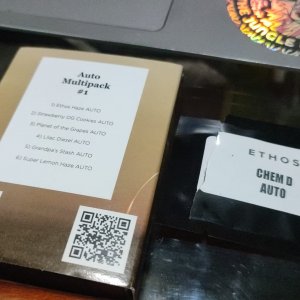 Auto
Multipack
#1
1) Ethos Haze AUTO
2) Strawberry OG Cookies AUTO
3) Planet of the Grapes AUTO
4) Lilac Diesel AUTO
5) Grandpa's Stash AUTO
6) Super Lemon Haze AUTO
ETHOS
CHEM D
AUTO
JUNGLE